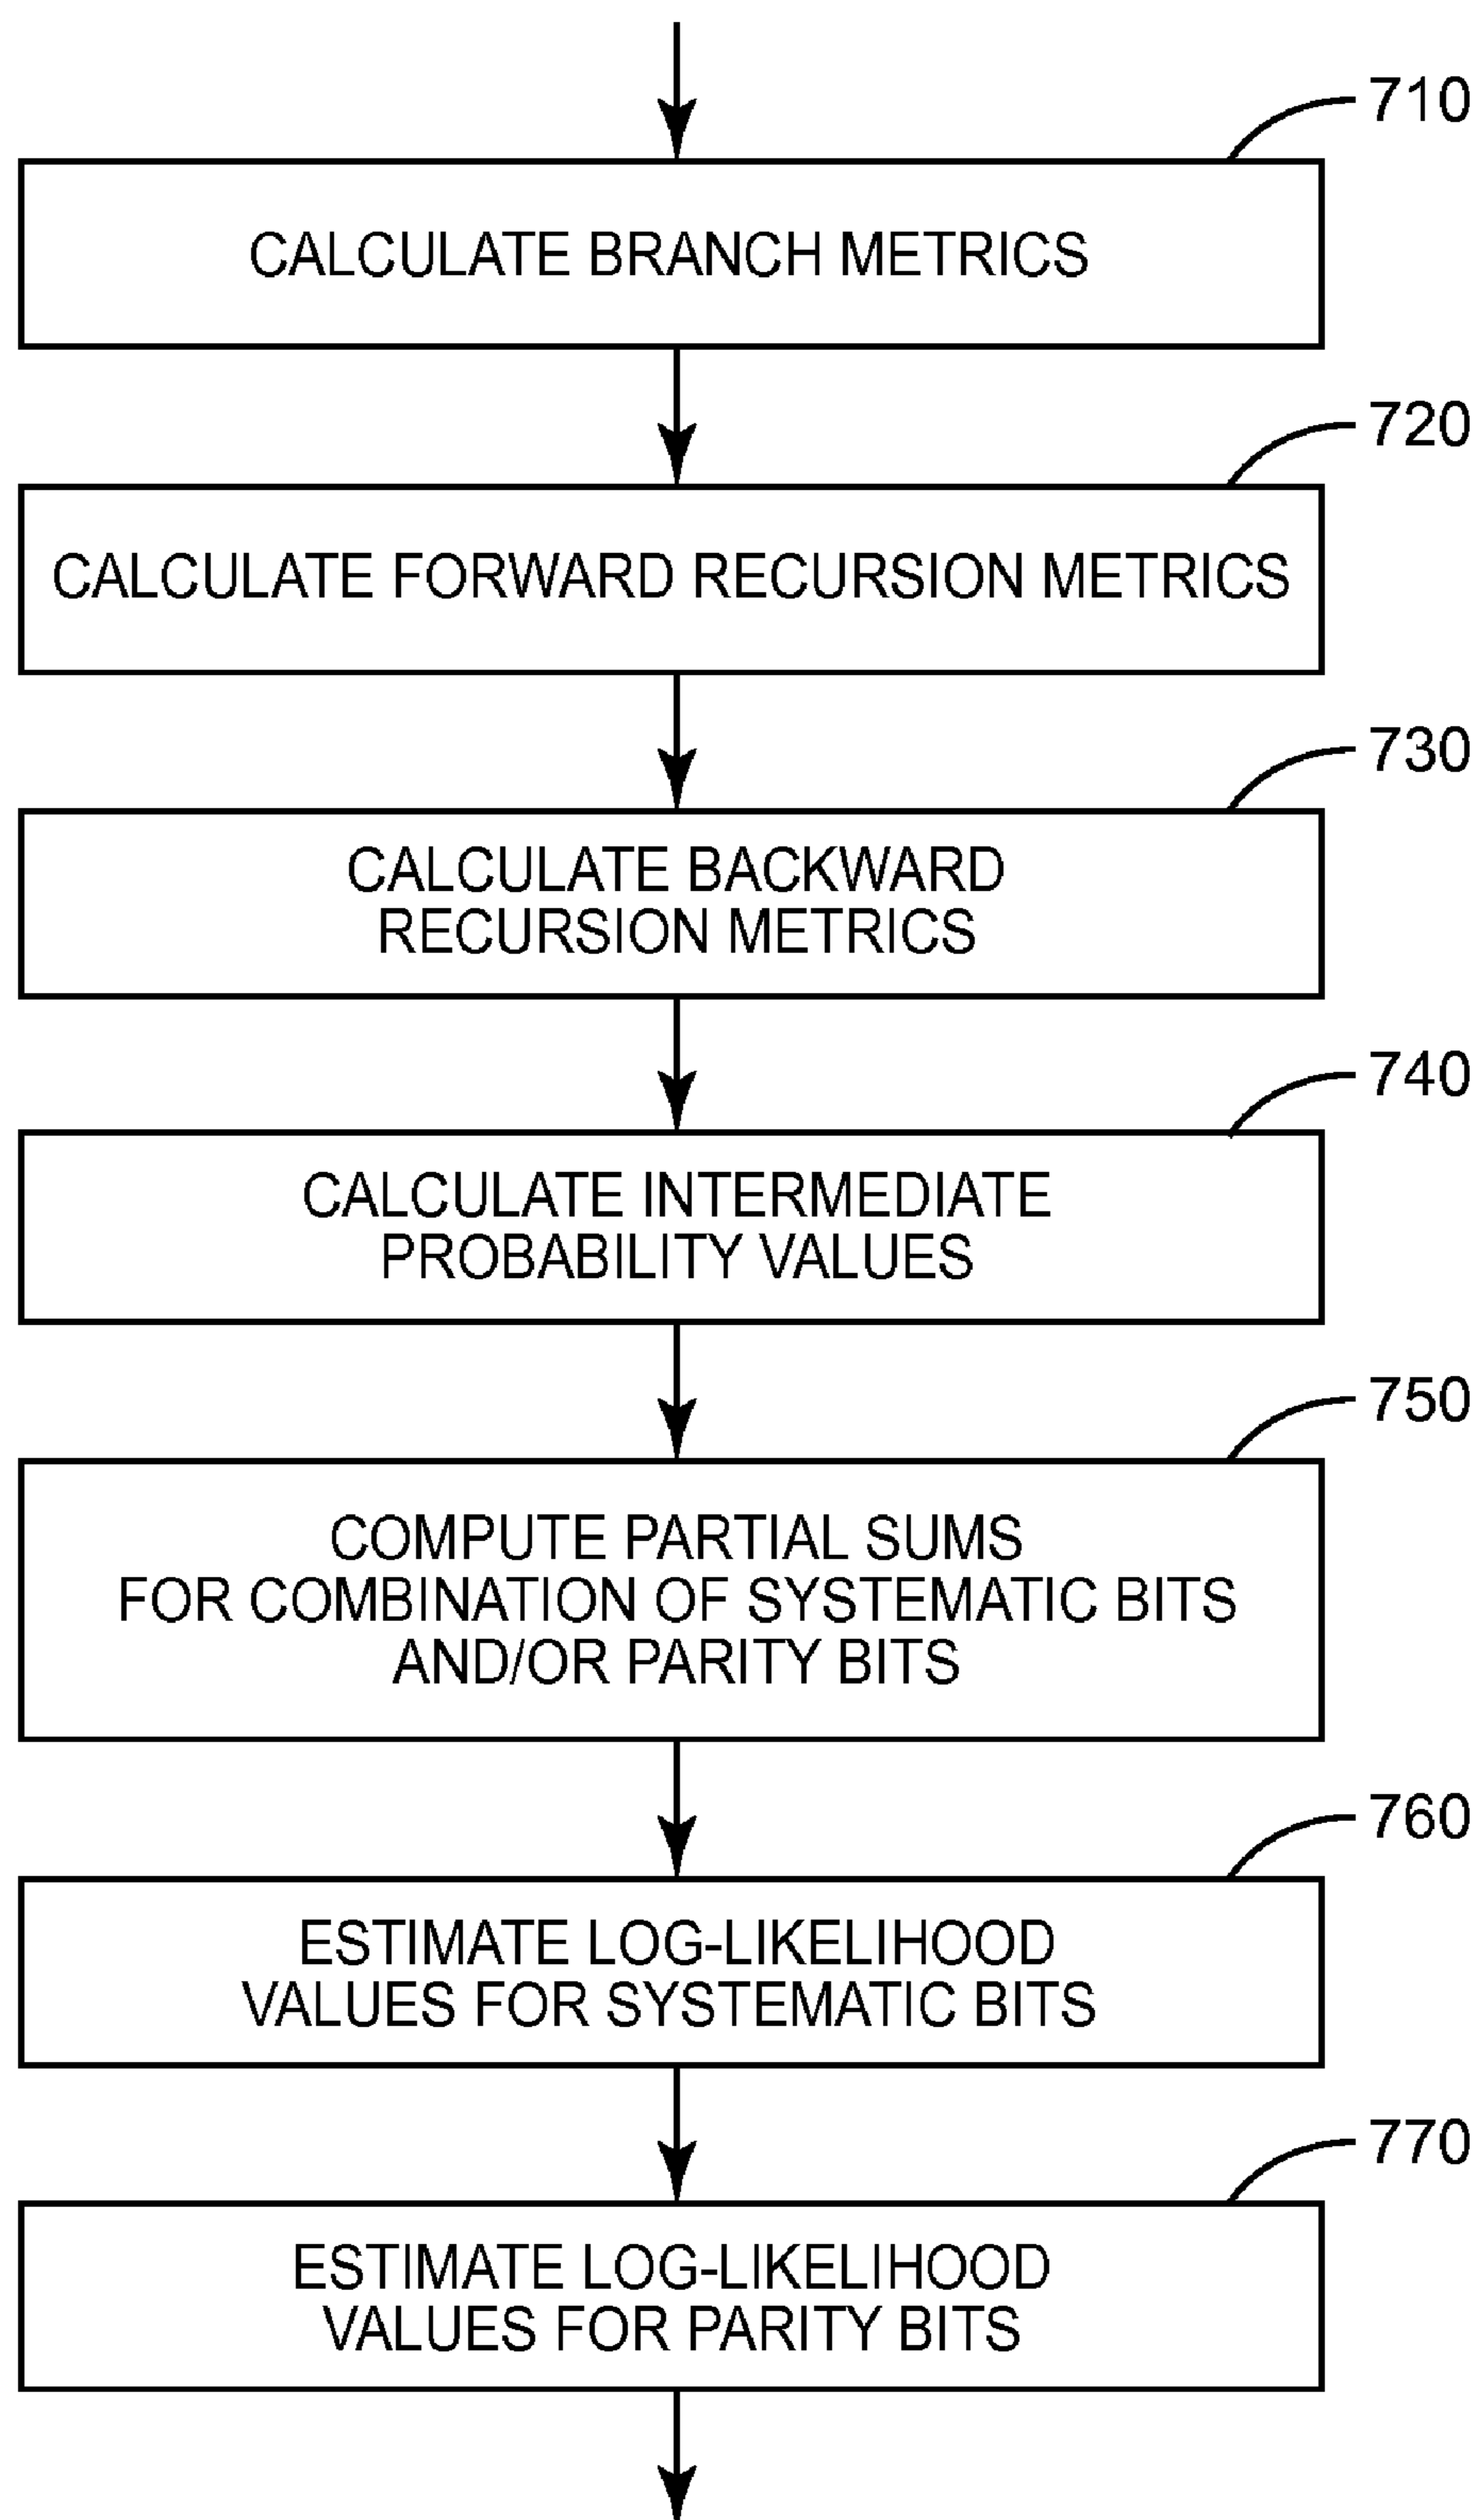 710
CALCULATE BRANCH METRICS
720
CALCULATE FORWARD RECURSION METRICS
730
CALCULATE BACKWARD
RECURSION METRICS
740
CALCULATE INTERMEDIATE
PROBABILITY VALUES
750
COMPUTE PARTIAL SUMS
FOR COMBINATION OF SYSTEMATIC BITS
AND/OR PARITY BITS
760
ESTIMATE LOG-LIKELIHOOD
VALUES FOR SYSTEMATIC BITS
770
ESTIMATE LOG-LIKELIHOOD
VALUES FOR PARITY BITS